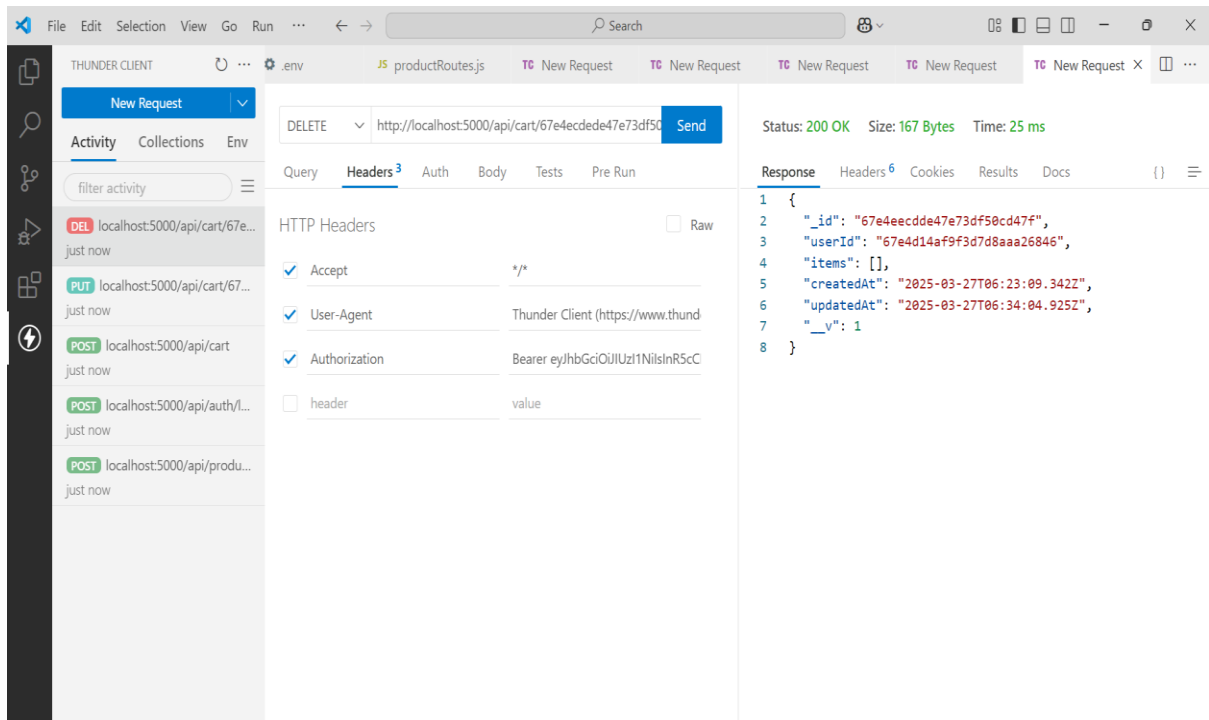 File Edit Selection View Go Run ··· Search
THUNDER CLIENT ···
New Request
Activity Collections Env
filter activity
DEL localhost:5000/api/cart/67e...
just now
PUT localhost:5000/api/cart/67...
just now
POST localhost:5000/api/cart
just now
POST localhost:5000/api/auth/l...
just now
POST localhost:5000/api/produ...
just now
.env JS productRoutes.js TC New Request TC New Request TC New Request TC New Request TC New Request ···
DELETE http://localhost:5000/api/cart/67e4ecdede47e73df50 Send
Query Headers 3 Auth Body Tests Pre Run
HTTP Headers Raw
Accept */*
User-Agent Thunder Client (https://www.thund
Authorization Bearer eyJhbGciOiJIUzI1NiIsInR5cC
header value
Status: 200 OK Size: 167 Bytes Time: 25 ms
Response Headers 6 Cookies Results Docs {}
1 {
2 "_id": "67e4eecdde47e73df50cd47f",
3 "userId": "67e4d14af9f3d7d8aaa26846",
4 "items": [],
5 "createdAt": "2025-03-27T06:23:09.342Z",
6 "updatedAt": "2025-03-27T06:34:04.925Z",
7 "__v": 1
8 }